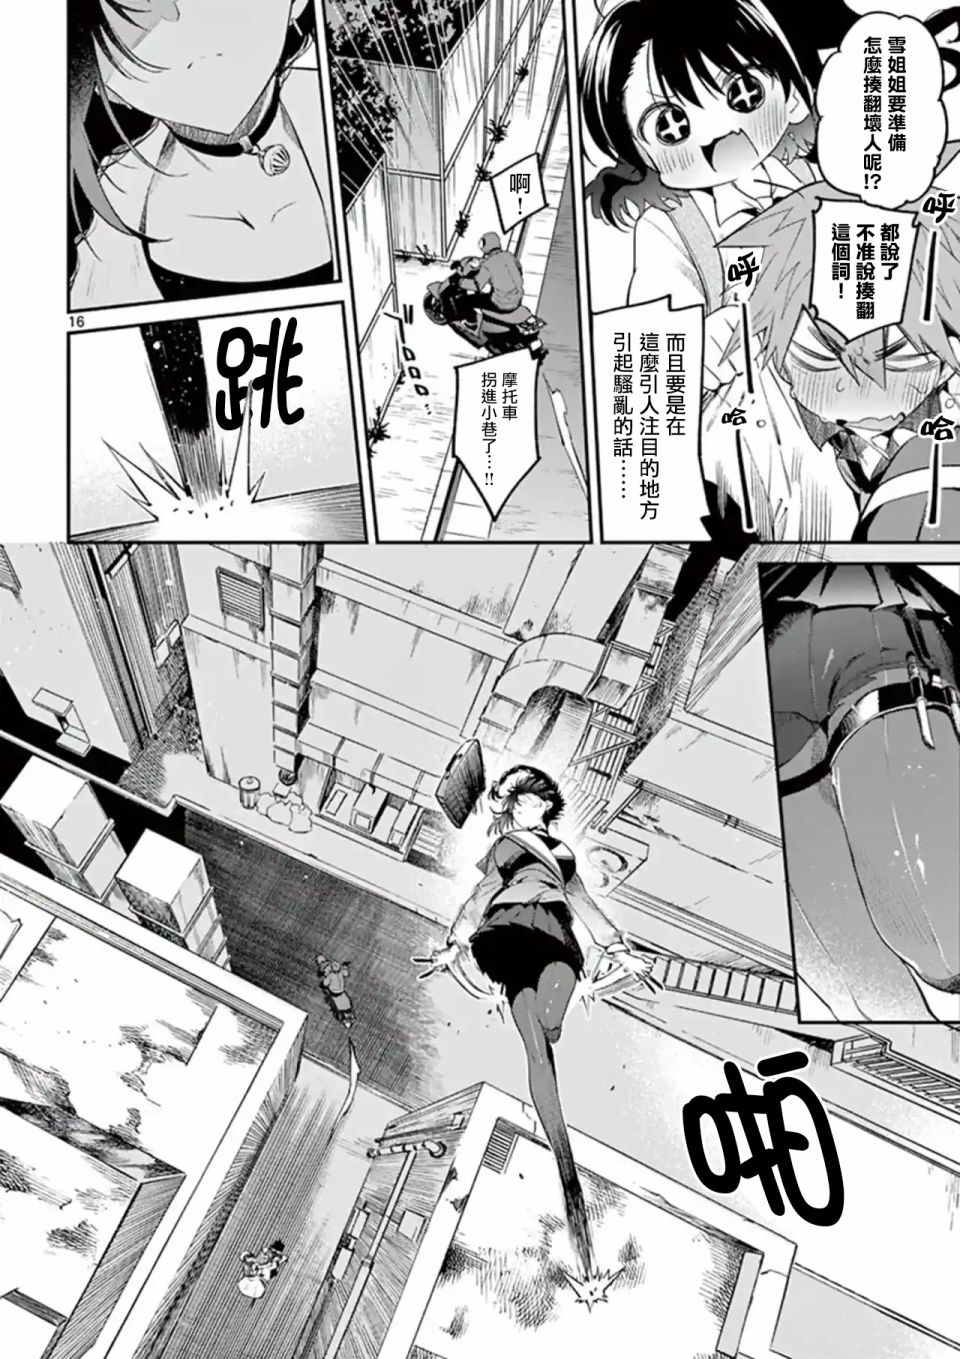 雪姐姐要準備
怎麼揍翻壞人呢!?
都說了
不准說揍翻
這個詞！
呼
呼
哈
哈
而且要是在
這麼引人注目的地方
引起騷亂的話……
啊！
摩托車
拐進小巷了…!!
16
跳